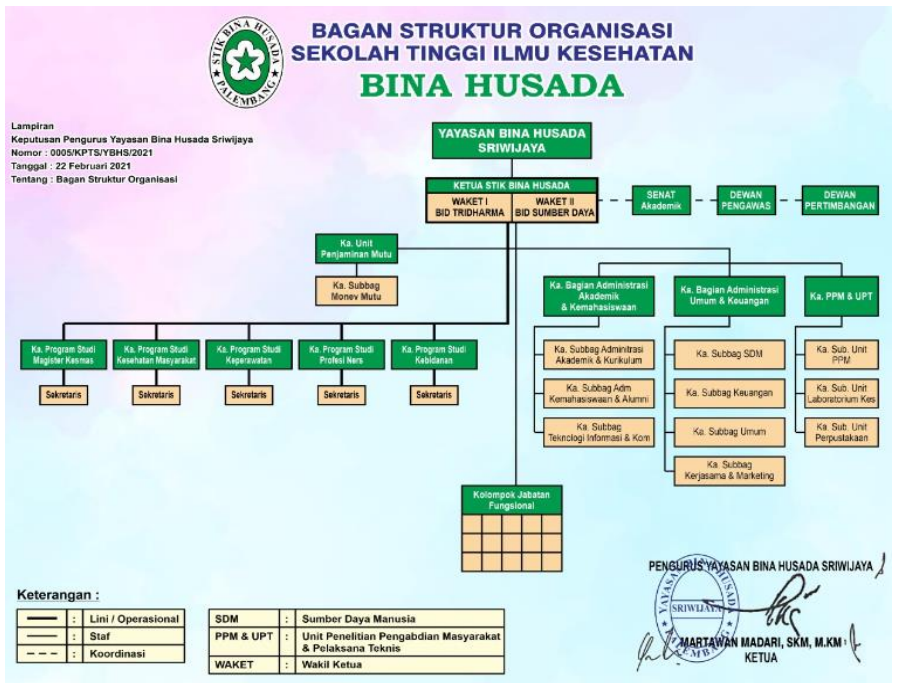 STIK BINA HUSADA
PALEMBANG
BAGAN STRUKTUR ORGANISASI
SEKOLAH TINGGI ILMU KESEHATAN
BINA HUSADA
Lampiran
Keputusan Pengurus Yayasan Bina Husada Sriwijaya
Nomor : 0005/KPTS/YBHS/2021
Tanggal : 22 Februari 2021
Tentang : Bagan Struktur Organisasi
YAYASAN BINA HUSADA
SRIWIJAYA
KETUA STIK BINA HUSADA
WAKET I
BID TRIDHARMA
WAKET II
BID SUMBER DAYA
SENAT
Akademik
DEWAN
PENGAWAS
DEWAN
PERTIMBANGAN
Ka. Unit
Penjaminan Mutu
Ka. Subbag
Monev Mutu
Ka. Bagian Administrasi
Akademik
& Kemahasiswaan
Ka. Bagian Administrasi
Umum & Keuangan
Ka. PPM & UPT
Ka. Program Studi
Magister Kesmas
Ka. Program Studi
Kesehatan Masyarakat
Ka. Program Studi
Keperawatan
Ka. Program Studi
Profesi Ners
Ka. Program Studi
Kebidanan
Sekretaris
Sekretaris
Sekretaris
Sekretaris
Sekretaris
Ka. Subbag Adminitrasi
Akademik & Kurikulum
Ka. Subbag Adm
Kemahasiswaan & Alumni
Ka. Subbag
Teknologi Informasi & Kom
Ka. Subbag SDM
Ka. Subbag Keuangan
Ka. Subbag Umum
Ka. Subbag
Kerjasama & Marketing
Ka. Sub. Unit
PPM
Ka. Sub. Unit
Laboratorium Kes
Ka. Sub. Unit
Perpustakaan
Kolompok Jabatan
Fungsional
PENGURUS YAYASAN BINA HUSADA SRIWIJAYA
YAYASAN BINA HUSADA
SRIWIJAYA
MARTAWAN MADARI, SKM, M.KM
KETUA
Keterangan :
: Lini / Operasional
: Staf
: Koordinasi
SDM : Sumber Daya Manusia
PPM & UPT : Unit Penelitian Pengabdian Masyarakat
& Pelaksana Teknis
WAKET : Wakil Ketua